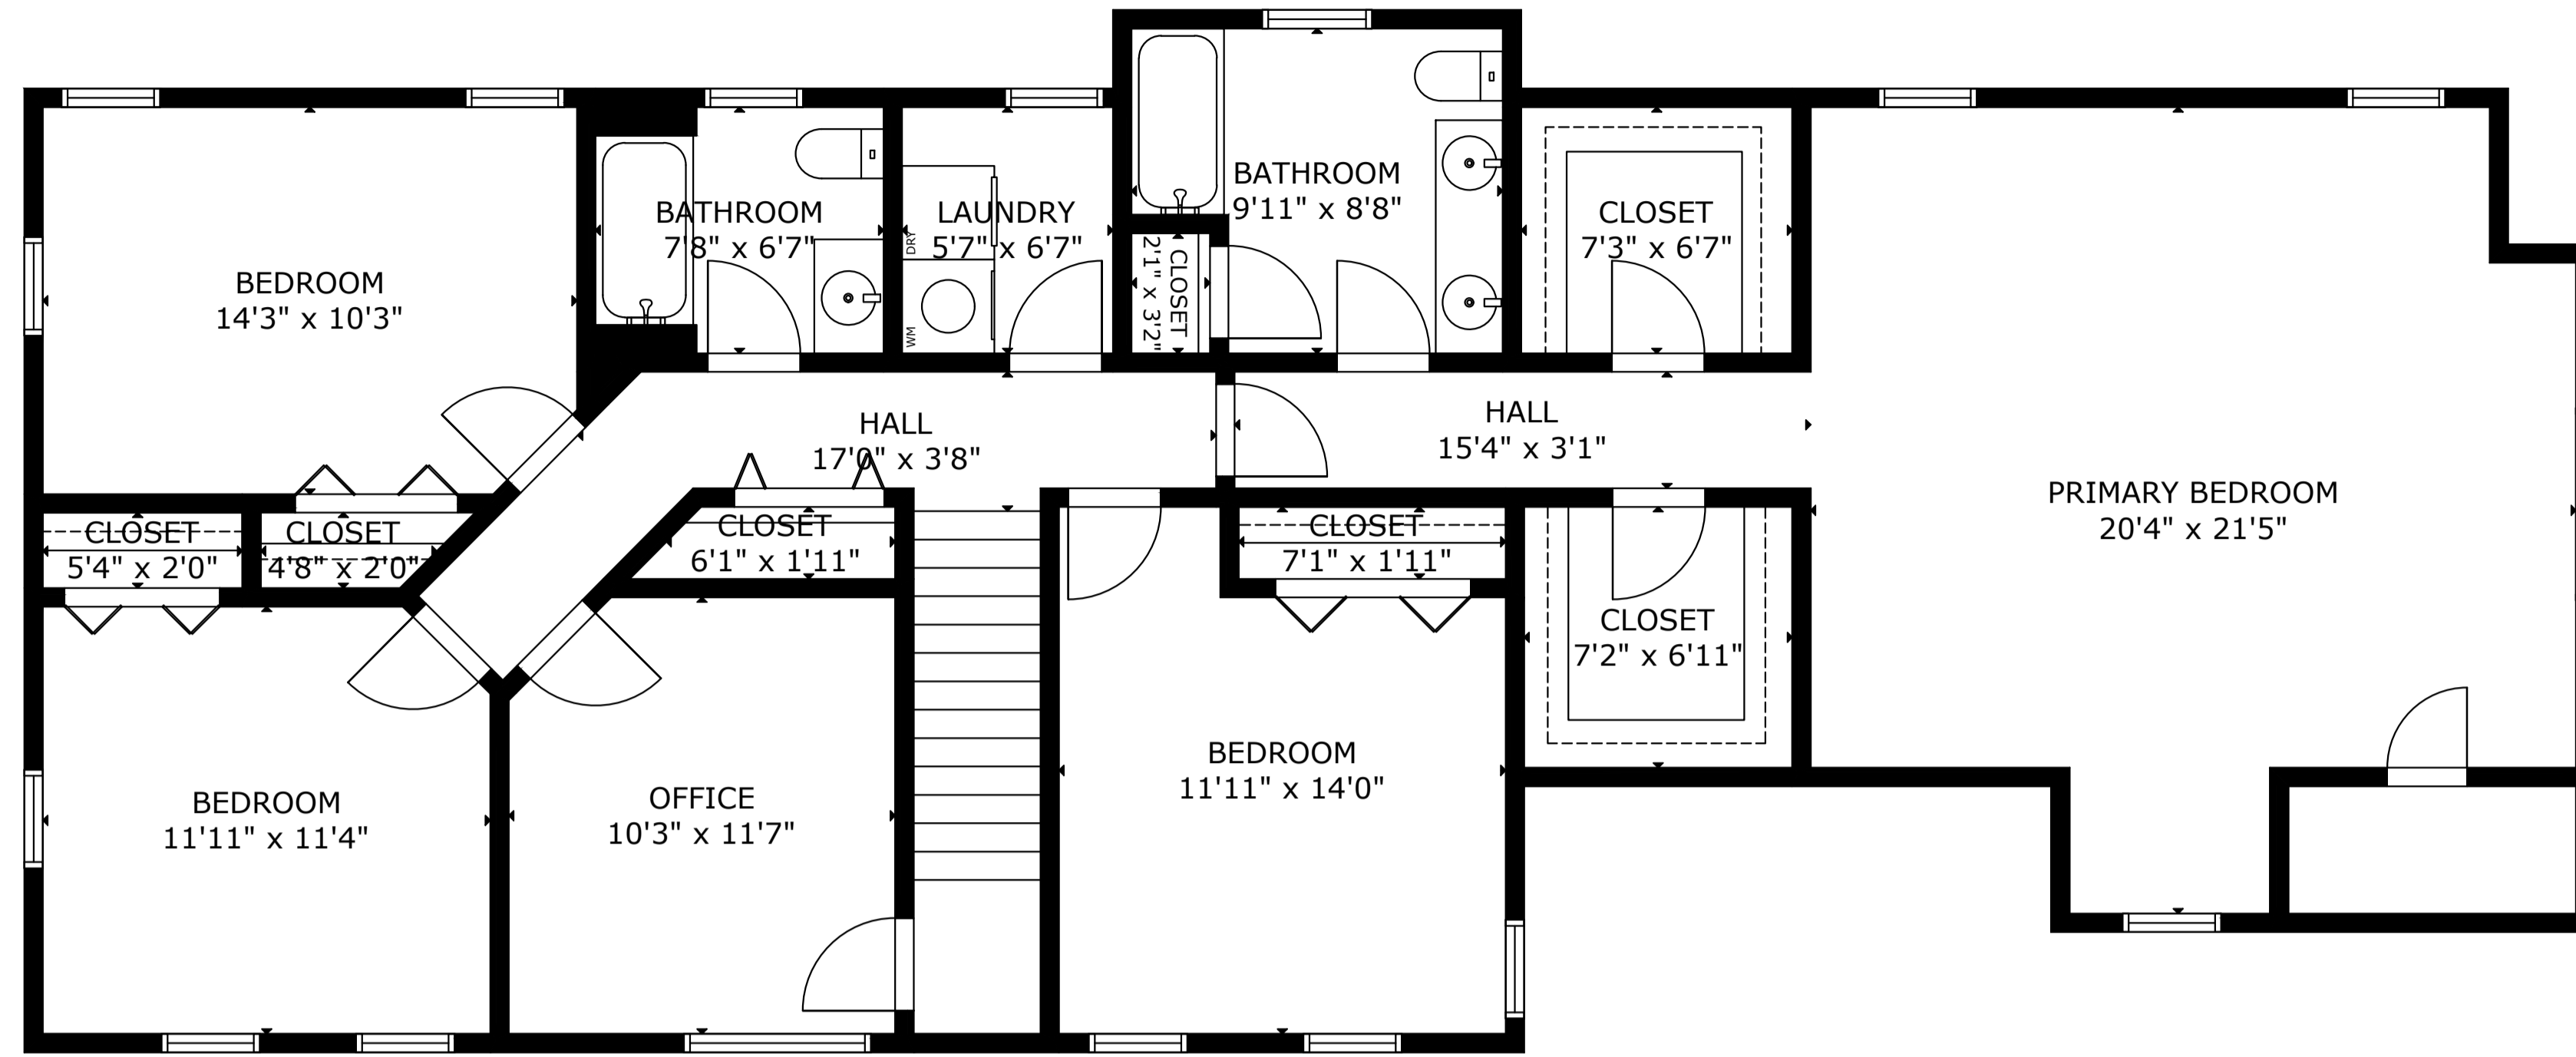 BATHROOM
9'11" x 8'8"
BATHROOM
7'8" x 6'7"
LAUNDRY
5'7" x 6'7"
DRY
WM
CLOSET
2'1" x 3'2"
CLOSET
7'3" x 6'7"
BEDROOM
14'3" x 10'3"
HALL
17'0" x 3'8"
HALL
15'4" x 3'1"
PRIMARY BEDROOM
20'4" x 21'5"
CLOSET
5'4" x 2'0"
CLOSET
4'8" x 2'0"
CLOSET
6'1" x 1'11"
CLOSET
7'1" x 1'11"
CLOSET
7'2" x 6'11"
BEDROOM
11'11" x 11'4"
OFFICE
10'3" x 11'7"
BEDROOM
11'11" x 14'0"